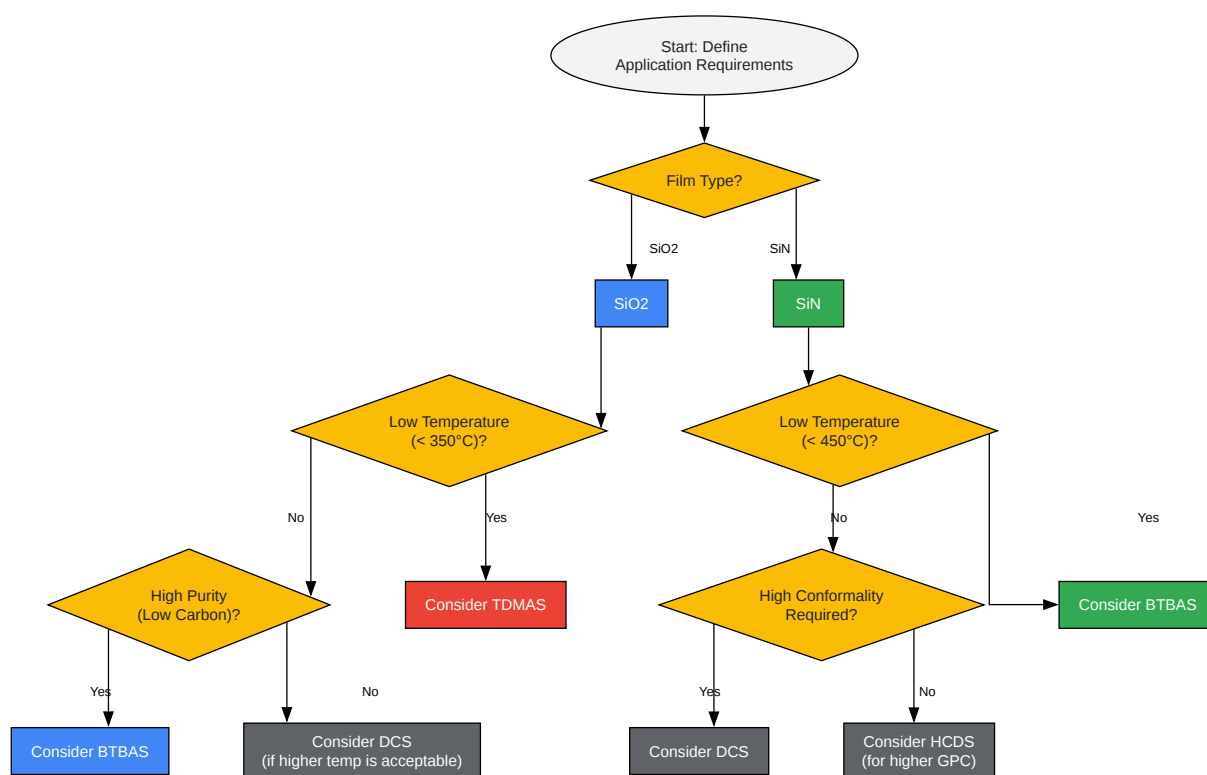 Start: Define
Application Requirements
Film Type?
SiO2
SiN
SiO2
SiN
Low Temperature
(< 350°C)?
Low Temperature
(< 450°C)?
No
Yes
No
Yes
High Purity
(Low Carbon)?
Consider TDMAS
High Conformality
Required?
Consider BTBAS
Yes
No
Yes
No
Consider BTBAS
Consider DCS
(if higher temp is acceptable)
Consider DCS
Consider HCDS
(for higher GPC)